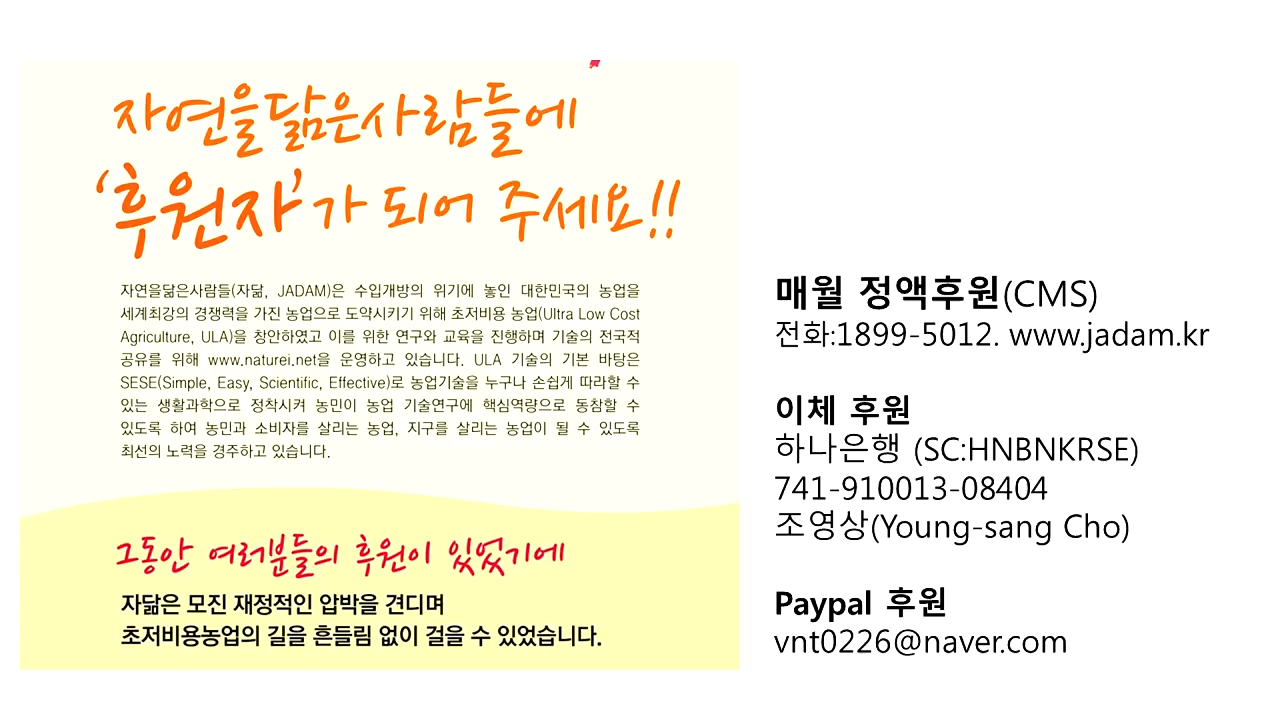 자연을닮은사람들에
‘후원자’가 되어 주세요!!
자연을닮은사람들(자닮, JADAM)은 수입개방의 위기에 놓인 대한민국의 농업을
세계최강의 경쟁력을 가진 농업으로 도약시키기 위해 초저비용 농업(Ultra Low Cost
Agriculture, ULA)을 창안하였고 이를 위한 연구와 교육을 진행하며 기술의 전국적
공유를 위해 www.naturei.net을 운영하고 있습니다. ULA 기술의 기본 바탕은
SESE(Simple, Easy, Scientific, Effective)로 농업기술을 누구나 손쉽게 따라할 수
있는 생활과학으로 정착시켜 농민이 농업 기술연구에 핵심역량으로 동참할 수
있도록 하여 농민과 소비자를 살리는 농업, 지구를 살리는 농업이 될 수 있도록
최선의 노력을 경주하고 있습니다.
그동안 여러분들의 후원이 있었기에
자닮은 모진 재정적인 압박을 견디며
초저비용농업의 길을 흔들림 없이 걸을 수 있었습니다.
매월 정액후원(CMS)
전화:1899-5012. www.jadam.kr
이체 후원
하나은행 (SC:HNBNKRSE)
741-910013-08404
조영상(Young-sang Cho)
Paypal 후원
vnt0226@naver.com